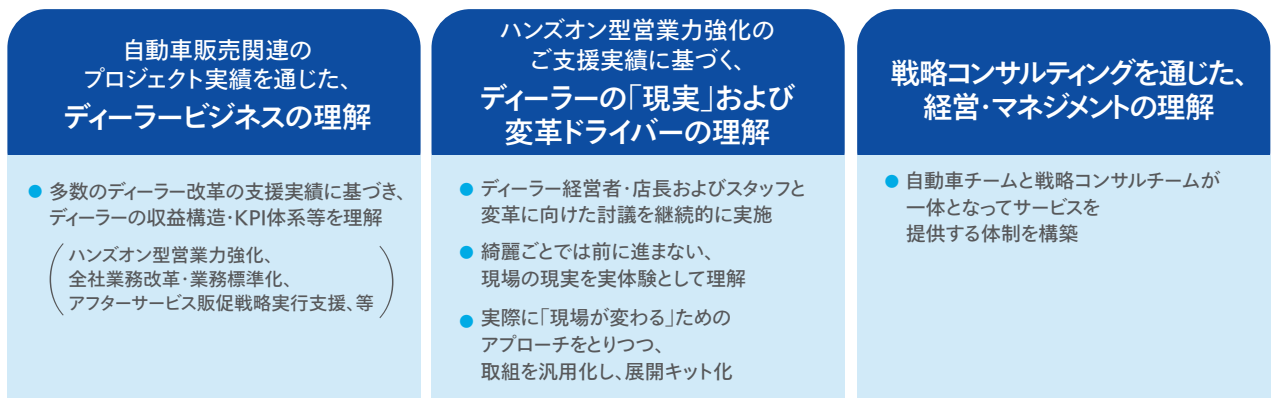 自動車販売関連の
プロジェクト実績を通じた、
ディーラービジネスの理解
● 多数のディーラー改革の支援実績に基づき、
ディーラーの収益構造・KPI体系等を理解
(ハンズオン型営業力強化、
全社業務改革・業務標準化、
アフターサービス販促戦略実行支援、等)
ハンズオン型営業力強化の
ご支援実績に基づく、
ディーラーの「現実」および
変革ドライバーの理解
● ディーラー経営者・店長およびスタッフと
変革に向けた討議を継続的に実施
● 綺麗ごとでは前に進まない、
現場の現実を実体験として理解
● 実際に「現場が変わる」ための
アプローチをとりつつ、
取組を汎用化し、展開キット化
戦略コンサルティングを通じた、
経営・マネジメントの理解
● 自動車チームと戦略コンサルチームが
一体となってサービスを
提供する体制を構築